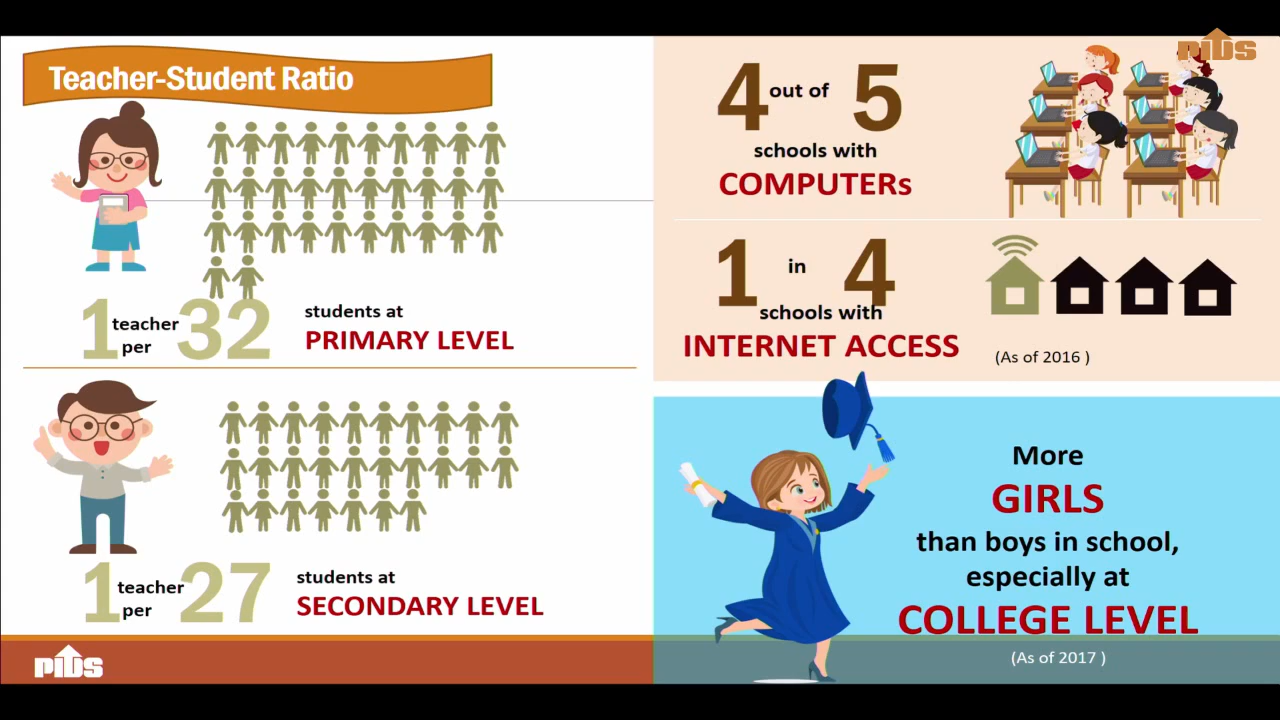 Teacher-Student Ratio
1 teacher per 32
students at
PRIMARY LEVEL
1 teacher per 27
students at
SECONDARY LEVEL
PIDS
PIDS
4 out of 5
schools with
COMPUTERs
1 in 4
schools with
INTERNET ACCESS
(As of 2016 )
More
GIRLS
than boys in school,
especially at
COLLEGE LEVEL
(As of 2017 )